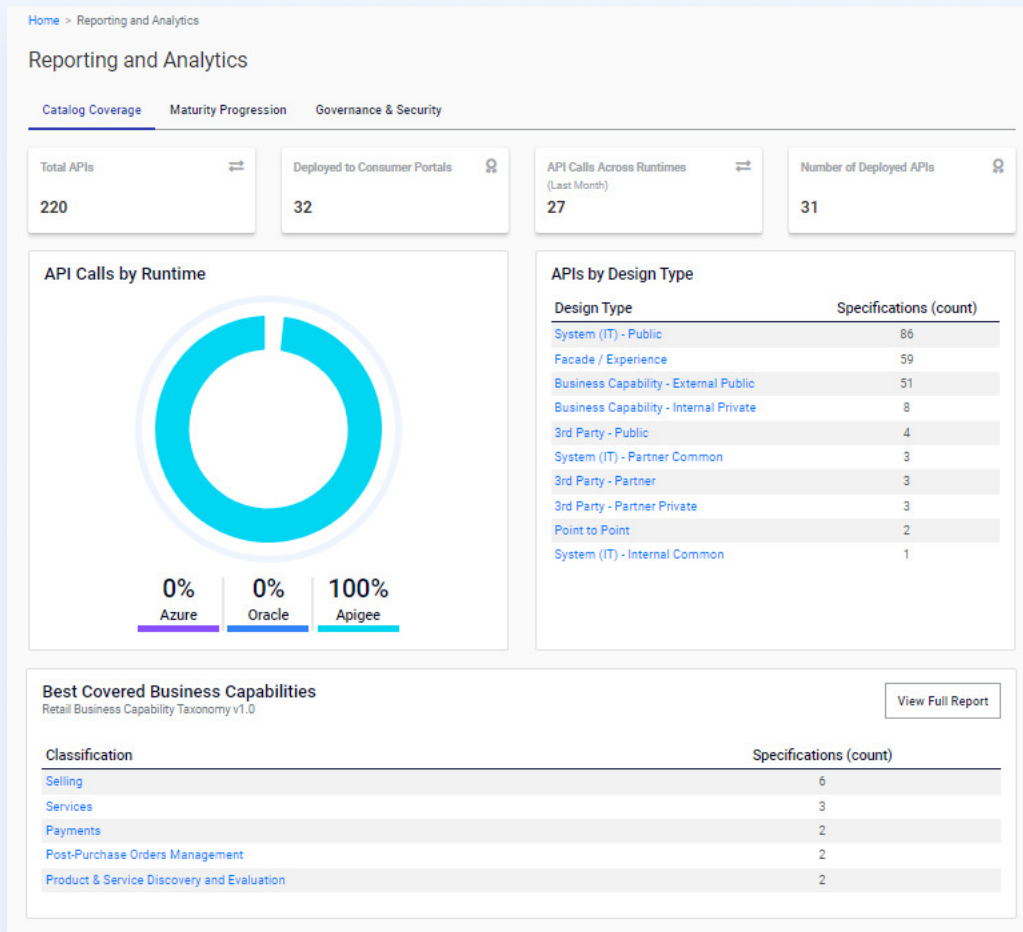 Home > Reporting and Analytics
Reporting and Analytics
Catalog Coverage Maturity Progression Governance & Security
Total APIs
220
Deployed to Consumer Portals
32
API Calls Across Runtimes
(Last Month)
27
Number of Deployed APIs
31
API Calls by Runtime
0% 0% 100%
Azure Oracle Apigee
APIs by Design Type
Design Type Specifications (count)
System (IT) - Public 86
Facade / Experience 59
Business Capability - External Public 51
Business Capability - Internal Private 8
3rd Party - Public 4
System (IT) - Partner Common 3
3rd Party - Partner 3
3rd Party - Partner Private 3
Point to Point 2
System (IT) - Internal Common 1
Best Covered Business Capabilities
Retail Business Capability Taxonomy v1.0
View Full Report
Classification Specifications (count)
Selling 6
Services 3
Payments 2
Post-Purchase Orders Management 2
Product & Service Discovery and Evaluation 2